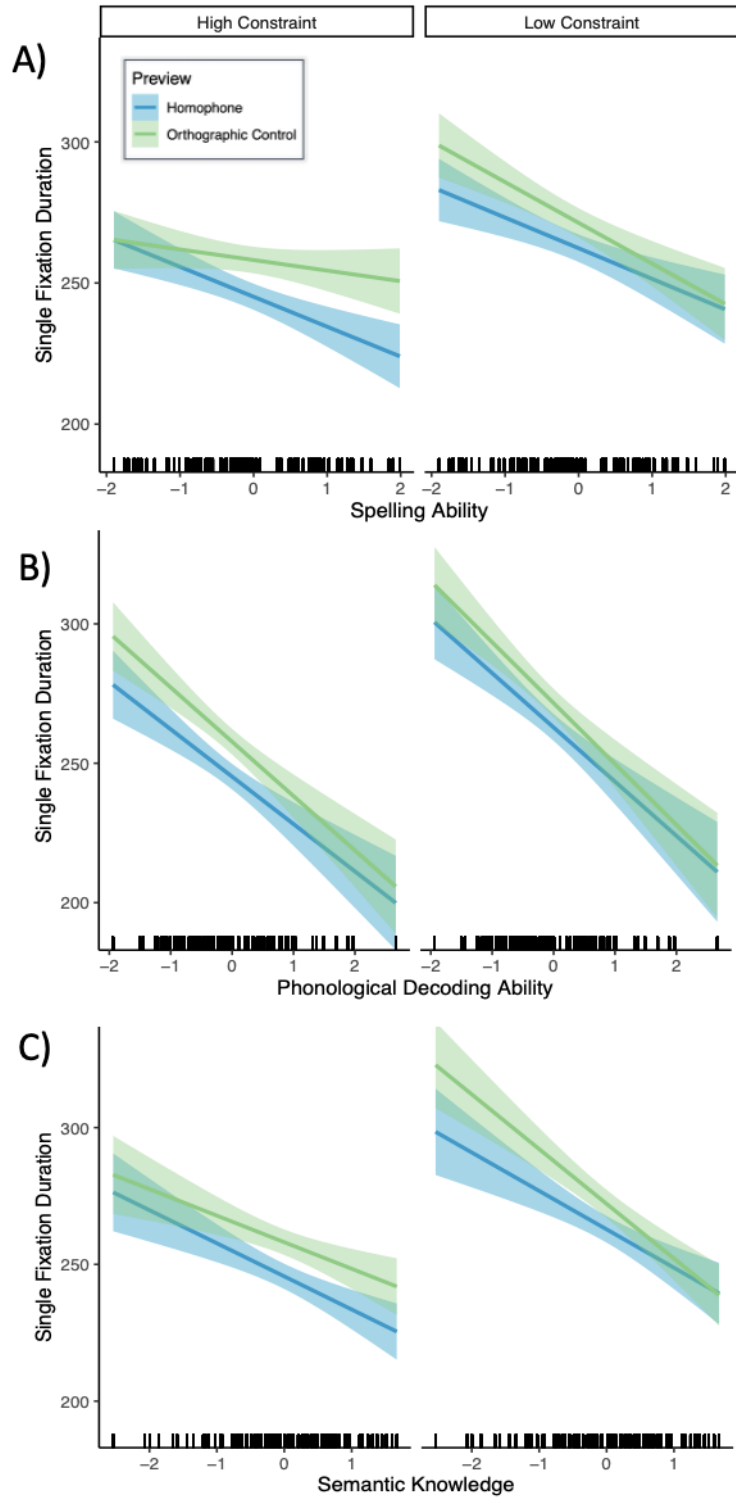 High Constraint Low Constraint
A)
Preview
Homophone
Orthographic Control
Single Fixation Duration
300
250
200
−2 −1 0 1 2 −2 −1 0 1 2
Spelling Ability
B)
Single Fixation Duration
300
250
200
−2 −1 0 1 2 −2 −1 0 1 2
Phonological Decoding Ability
C)
Single Fixation Duration
300
250
200
−2 −1 0 1 −2 −1 0 1
Semantic Knowledge